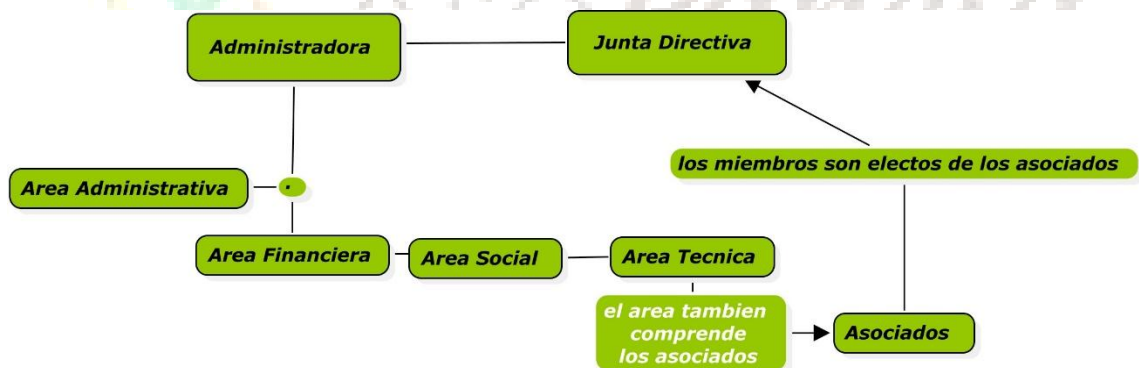 Administradora
Junta Directiva
los miembros son electos de los asociados
Area Administrativa
.
Area Financiera
Area Social
Area Tecnica
el area tambien
comprende
los asociados
Asociados